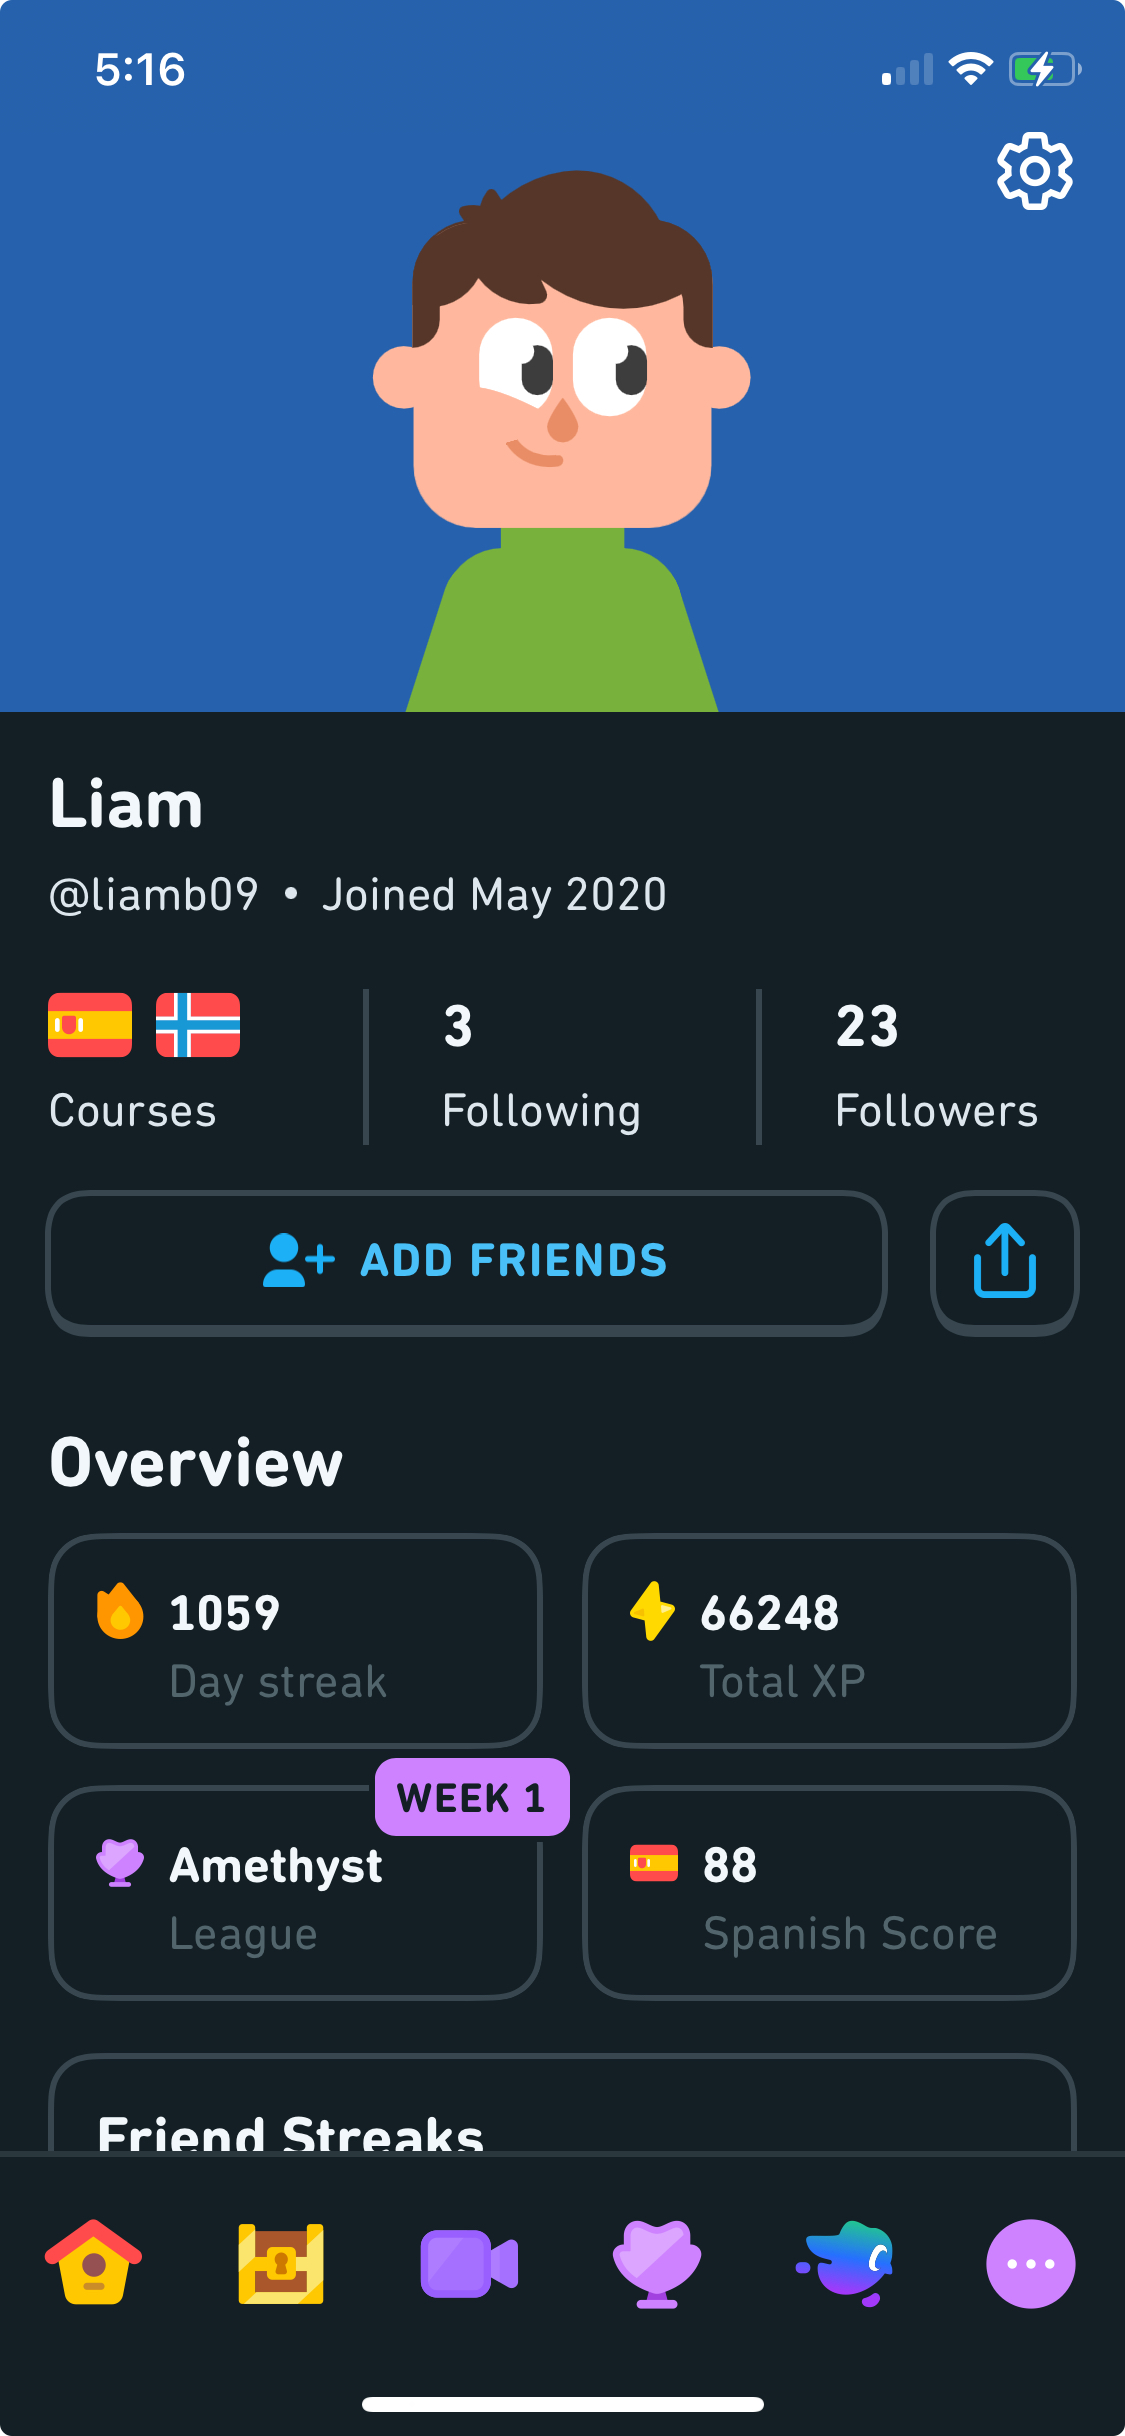 5:16
Liam
@liamb09 • Joined May 2020
3
23
Courses
Following
Followers
ADD FRIENDS
Overview
1059
Day streak
66248
Total XP
WEEK 1
Amethyst
League
88
Spanish Score
Friend Streaks